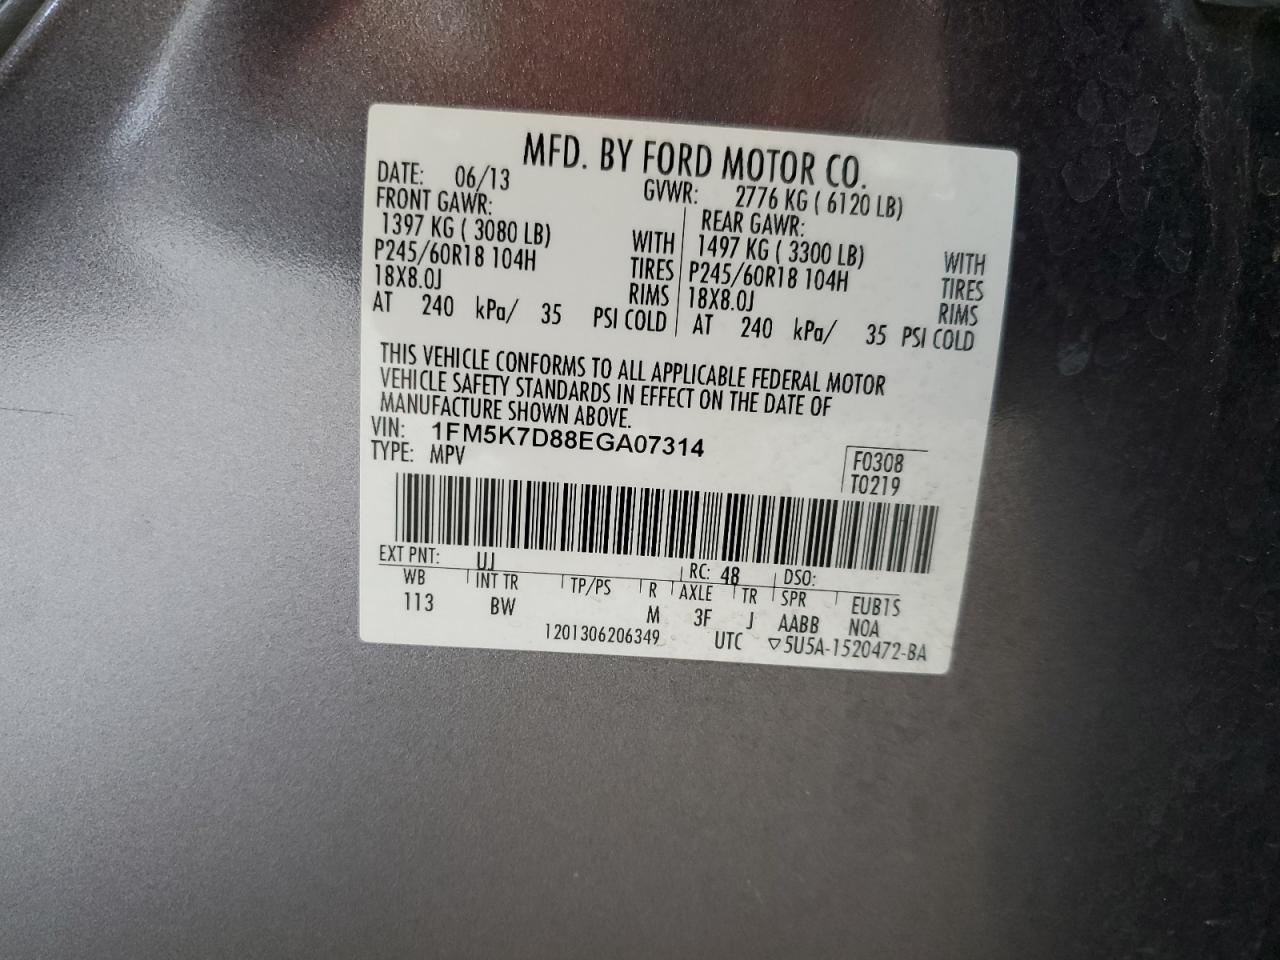 MFD. BY FORD MOTOR CO.
DATE: 06/13 GVWR: 2776 KG ( 6120 LB)
FRONT GAWR: REAR GAWR:
1397 KG ( 3080 LB) WITH 1497 KG ( 3300 LB) WITH
P245/60R18 104H TIRES P245/60R18 104H TIRES
18X8.0J RIMS 18X8.0J RIMS
AT 240 kPa/ 35 PSI COLD AT 240 kPa/ 35 PSI COLD
THIS VEHICLE CONFORMS TO ALL APPLICABLE FEDERAL MOTOR
VEHICLE SAFETY STANDARDS IN EFFECT ON THE DATE OF
MANUFACTURE SHOWN ABOVE.
VIN: 1FM5K7D88EGA07314
TYPE: MPV F0308
T0219
EXT PNT: UJ RC: 48 DSO:
WB INT TR TP/PS R AXLE TR SPR EUB1S
113 BW M 3F J AABB NOA
1201306206349 UTC ▽5U5A-1520472-BA